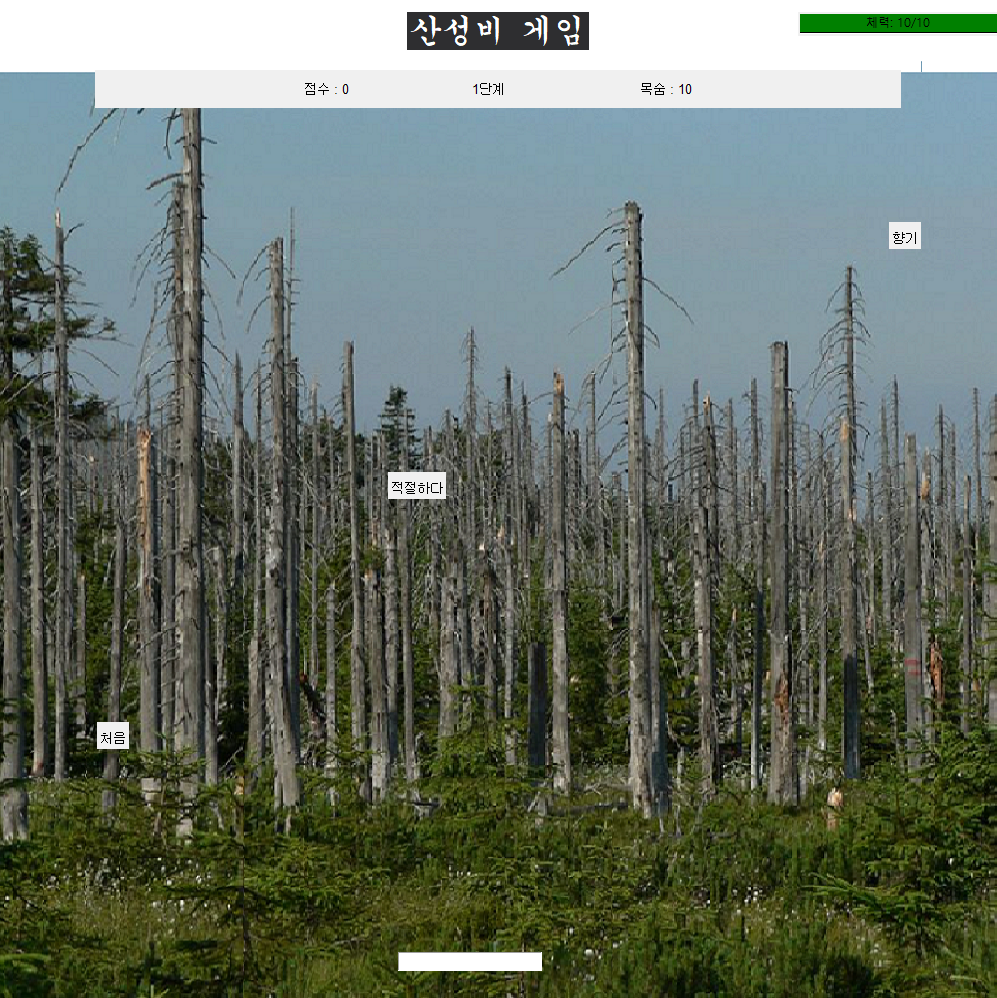 산성비 게임
체력: 10/10
점수 : 0
1단계
목숨 : 10
향기
적절하다
처음